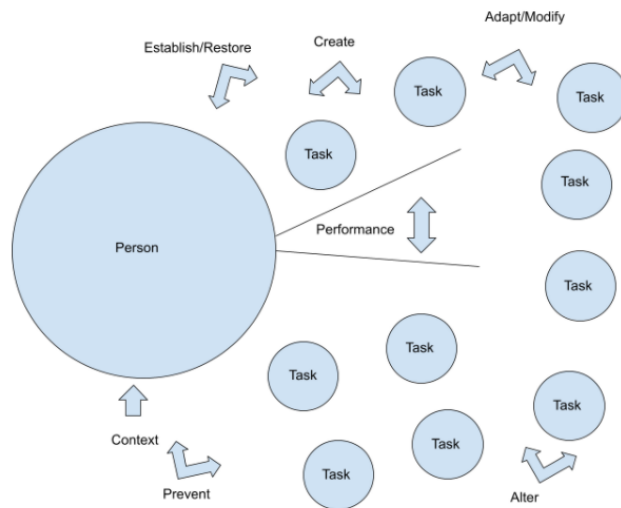 Adapt/Modify
Establish/Restore
Create
Task
Task
Task
Task
Performance
Person
Task
Task
Task
Task
Task
Context
Task
Prevent
Alter